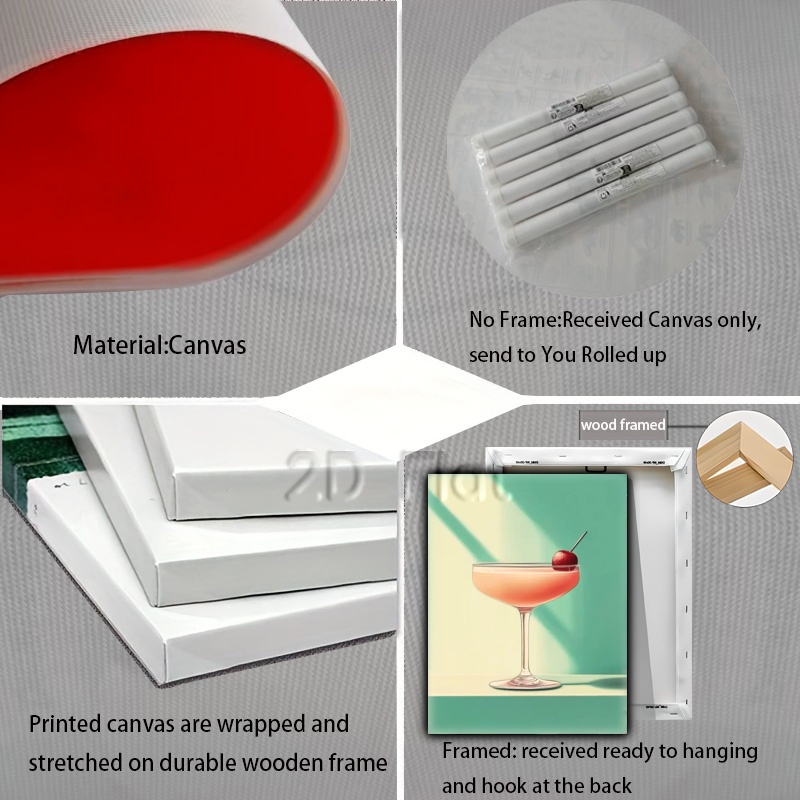 Material:Canvas
No Frame:Received Canvas only,
send to You Rolled up
wood framed
2D Flat
Printed canvas are wrapped and
stretched on durable wooden frame
Framed: received ready to hanging
and hook at the back